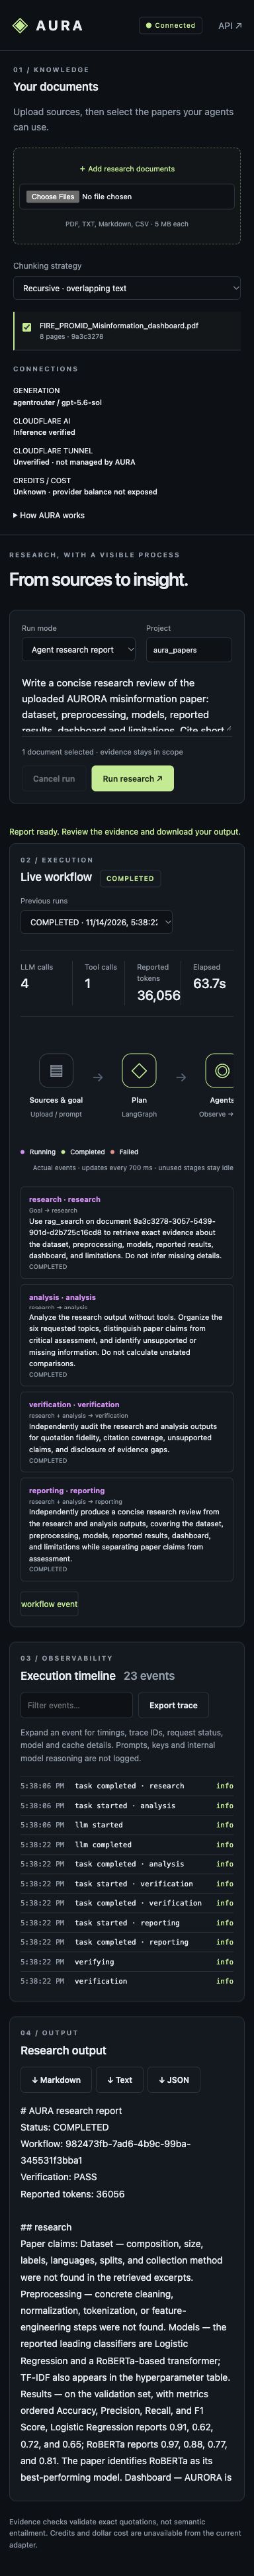 AURA
Connected
API ↗
01 / KNOWLEDGE
Your documents
Upload sources, then select the papers your agents
can use.
+ Add research documents
Choose Files No file chosen
PDF, TXT, Markdown, CSV · 5 MB each
Chunking strategy
Recursive · overlapping text
FIRE_PROMID_Misinformation_dashboard.pdf
8 pages · 9a3c3278
CONNECTIONS
GENERATION
agentrouter / gpt-5.6-sol
CLOUDFLARE AI
Inference verified
CLOUDFLARE TUNNEL
Unverified · not managed by AURA
CREDITS / COST
Unknown · provider balance not exposed
▶ How AURA works
RESEARCH, WITH A VISIBLE PROCESS
From sources to insight.
Run mode
Project
Agent research report
aura_papers
Write a concise research review of the
uploaded AURORA misinformation paper:
dataset, preprocessing, models, reported
results, dashboard and limitations. Cite short
1 document selected · evidence stays in scope
Cancel run
Run research ↗
Report ready. Review the evidence and download your output.
02 / EXECUTION
Live workflow
COMPLETED
Previous runs
COMPLETED · 11/14/2026, 5:38:22
LLM calls
4
Tool calls
1
Reported
tokens
36,056
Elapsed
63.7s
Sources & goal
Upload / prompt
→
Plan
LangGraph
→
Agents
Observe →
Running
Completed
Failed
Actual events · updates every 700 ms · unused stages stay idle
research · research
Goal → research
Use rag_search on document 9a3c3278-3057-5439-
901d-d2b725c16cd8 to retrieve exact evidence about
the dataset, preprocessing, models, reported results,
dashboard, and limitations. Do not infer missing details.
COMPLETED
analysis · analysis
research → analysis
Analyze the research output without tools. Organize the
six requested topics, distinguish paper claims from
critical assessment, and identify unsupported or
missing information. Do not calculate unstated
comparisons.
COMPLETED
verification · verification
research + analysis → verification
Independently audit the research and analysis outputs
for quotation fidelity, citation coverage, unsupported
claims, and disclosure of evidence gaps.
COMPLETED
reporting · reporting
research + analysis → reporting
Independently produce a concise research review from
the research and analysis outputs, covering the dataset,
preprocessing, models, reported results, dashboard,
and limitations while separating paper claims from
assessment.
COMPLETED
workflow event
03 / OBSERVABILITY
Execution timeline 23 events
Filter events...
Export trace
Expand an event for timings, trace IDs, request status,
model and cache details. Prompts, keys and internal
model reasoning are not logged.
5:38:06 PM task completed · research info
5:38:06 PM task started · analysis info
5:38:06 PM llm started info
5:38:22 PM llm completed info
5:38:22 PM task completed · analysis info
5:38:22 PM task started · verification info
5:38:22 PM task completed · verification info
5:38:22 PM task started · reporting info
5:38:22 PM task completed · reporting info
5:38:22 PM verifying info
5:38:22 PM verification info
04 / OUTPUT
Research output
↓ Markdown
↓ Text
↓ JSON
# AURA research report
Status: COMPLETED
Workflow: 982473fb-7ad6-4b9c-99ba-
345531f3bba1
Verification: PASS
Reported tokens: 36056
## research
Paper claims: Dataset — composition, size,
labels, languages, splits, and collection method
were not found in the retrieved excerpts.
Preprocessing — concrete cleaning,
normalization, tokenization, or feature-
engineering steps were not found. Models — the
reported leading classifiers are Logistic
Regression and a RoBERTa-based transformer;
TF-IDF also appears in the hyperparameter table.
Results — on the validation set, with metrics
ordered Accuracy, Precision, Recall, and F1
Score, Logistic Regression reports 0.91, 0.62,
0.72, and 0.65; RoBERTa reports 0.97, 0.88, 0.77,
and 0.81. The paper identifies RoBERTa as its
best-performing model. Dashboard — AURORA is
Evidence checks validate exact quotations, not semantic
entailment. Credits and dollar cost are unavailable from the current
adapter.